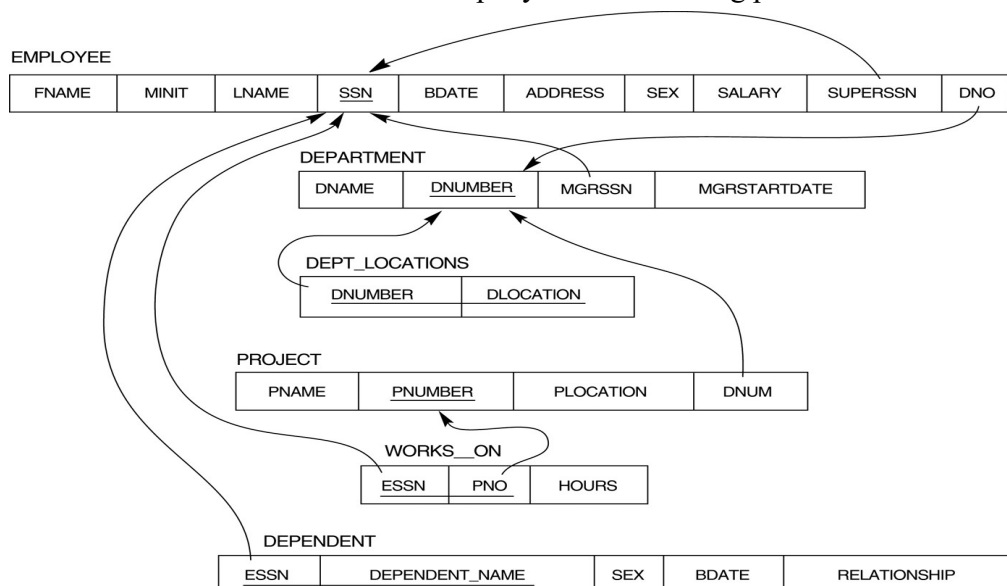 EMPLOYEE
FNAME MINIT LNAME SSN BDATE ADDRESS SEX SALARY SUPERSSN DNO
DEPARTMENT
DNAME DNUMBER MGRSSN MGRSTARTDATE
DEPT_LOCATIONS
DNUMBER DLOCATION
PROJECT
PNAME PNUMBER PLOCATION DNUM
WORKS__ON
ESSN PNO HOURS
DEPENDENT
ESSN DEPENDENT_NAME SEX BDATE RELATIONSHIP